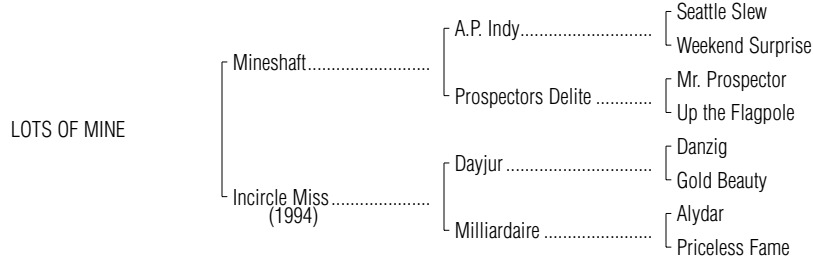 Seattle Slew
A.P. Indy..............................
Weekend Surprise
Mineshaft...........................
Mr. Prospector
Prospectors Delite ............
Up the Flagpole
LOTS OF MINE
Danzig
Dayjur .................................
Gold Beauty
Incircle Miss......................
(1994)
Alydar
Milliardaire ........................
Priceless Fame